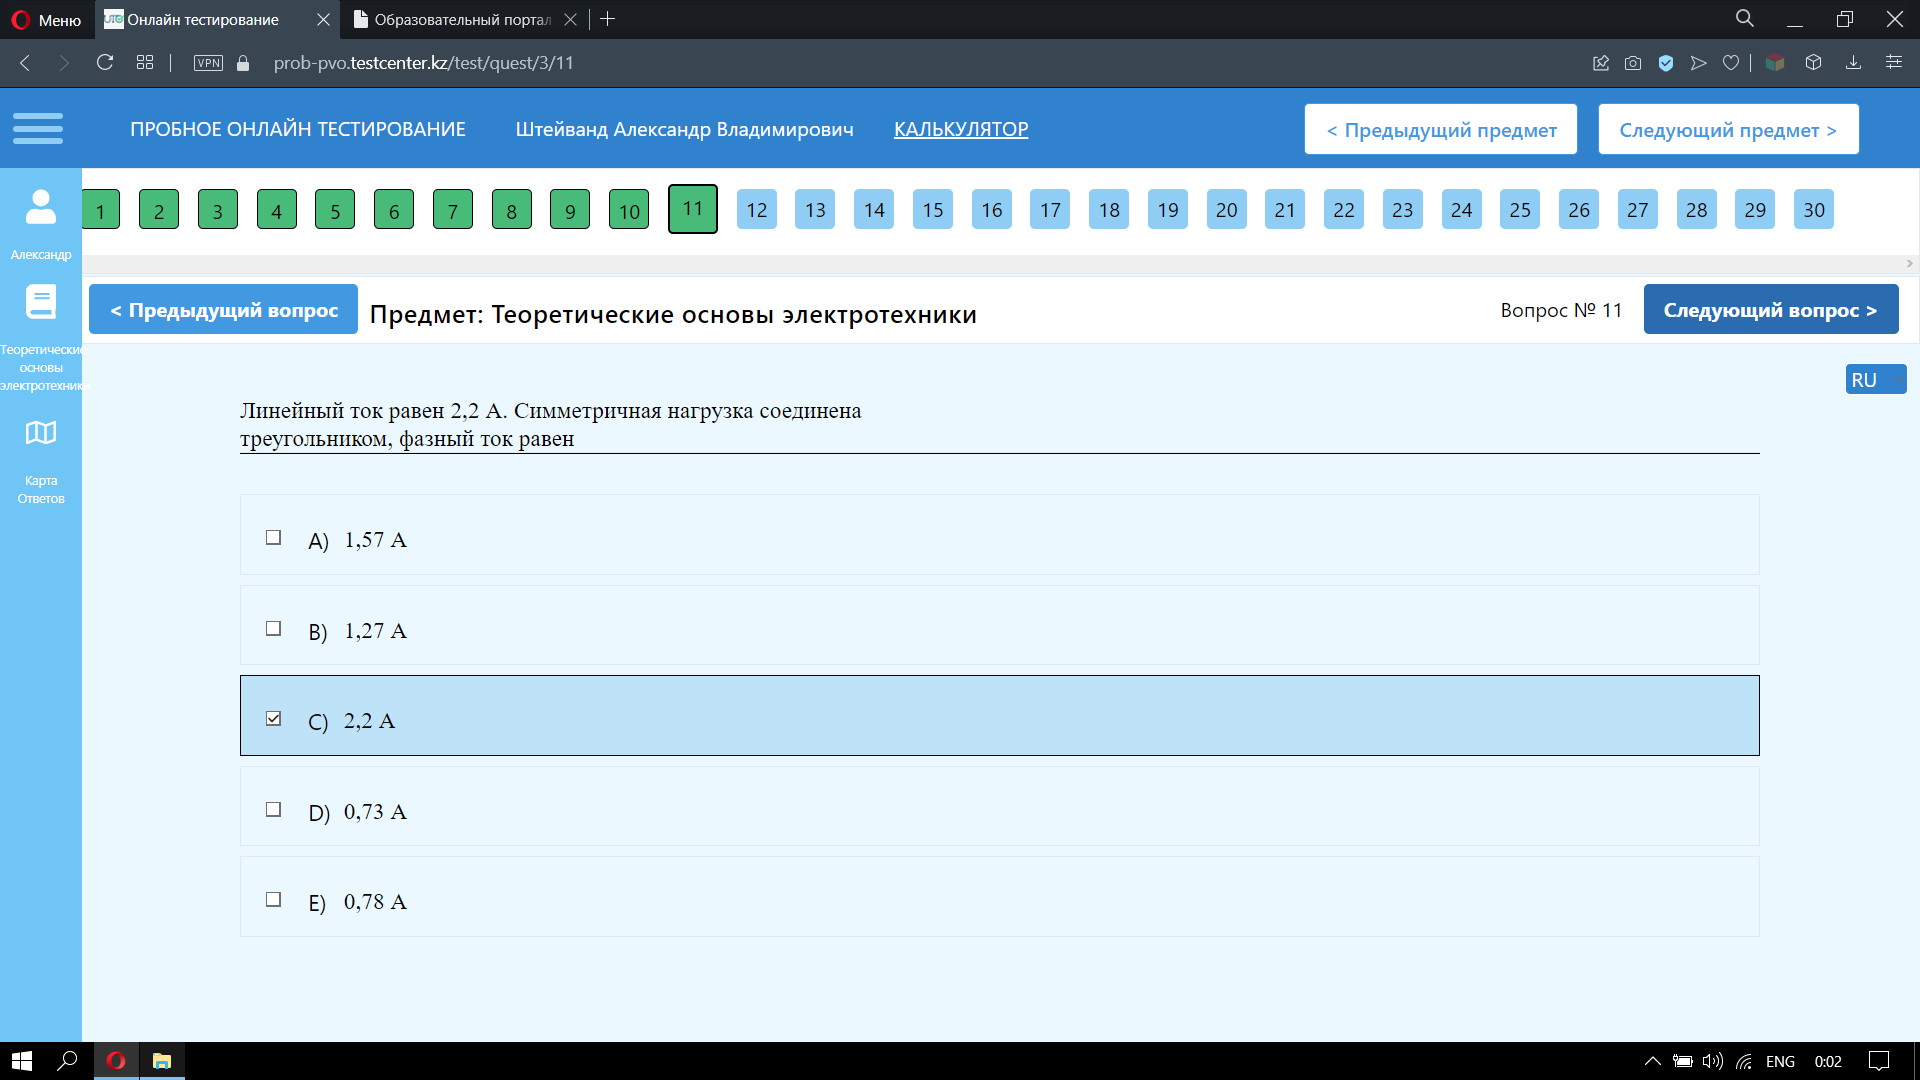 Меню
Онлайн тестирование
Образовательный портал
VPN
prob-pvo.testcenter.kz/test/quest/3/11
ПРОБНОЕ ОНЛАЙН ТЕСТИРОВАНИЕ
Штейванд Александр Владимирович
КАЛЬКУЛЯТОР
< Предыдущий предмет
Следующий предмет >
1 2 3 4 5 6 7 8 9 10 11 12 13 14 15 16 17 18 19 20 21 22 23 24 25 26 27 28 29 30
Александр
Теоретические
основы
электротехники
Карта
Ответов
< Предыдущий вопрос
Предмет: Теоретические основы электротехники
Вопрос № 11
Следующий вопрос >
RU
Линейный ток равен 2,2 А. Симметричная нагрузка соединена
треугольником, фазный ток равен
A) 1,57 А
B) 1,27 А
C) 2,2 А
D) 0,73 А
E) 0,78 А
ENG
0:02